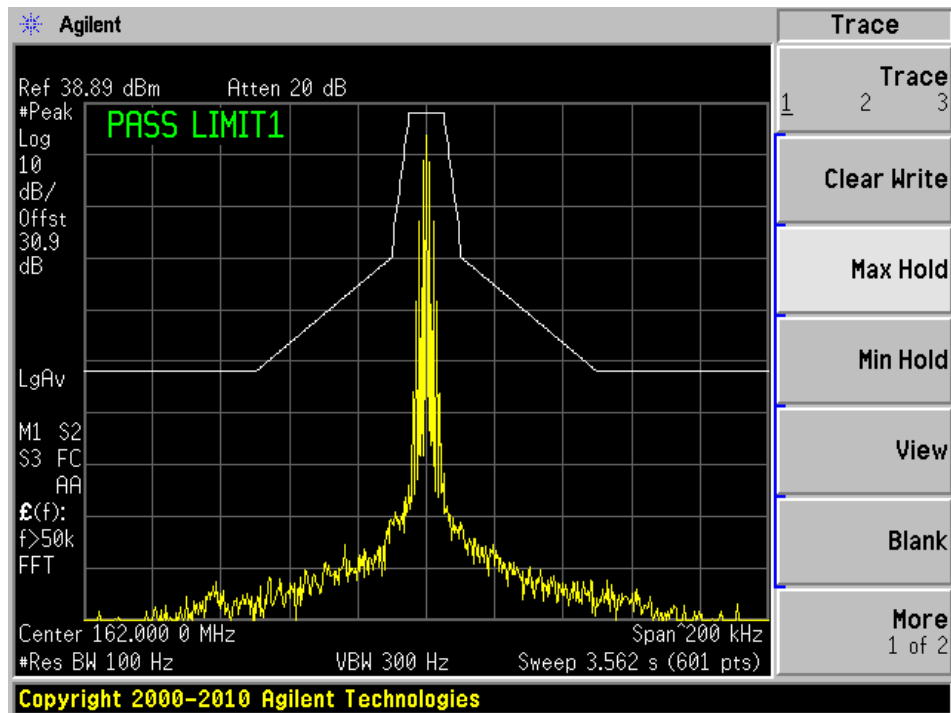 Agilent
Trace
Ref 38.89 dBm Atten 20 dB
#Peak
Log
10
dB/
Offst
30.9
dB
PASS LIMIT1
LgAv
M1 S2
S3 FC
AA
£(f):
f>50k
FFT
Center 162.000 0 MHz Span 200 kHz
#Res BW 100 Hz VBW 300 Hz Sweep 3.562 s (601 pts)
Copyright 2000-2010 Agilent Technologies
Trace
1 2 3
Clear Write
Max Hold
Min Hold
View
Blank
More
1 of 2